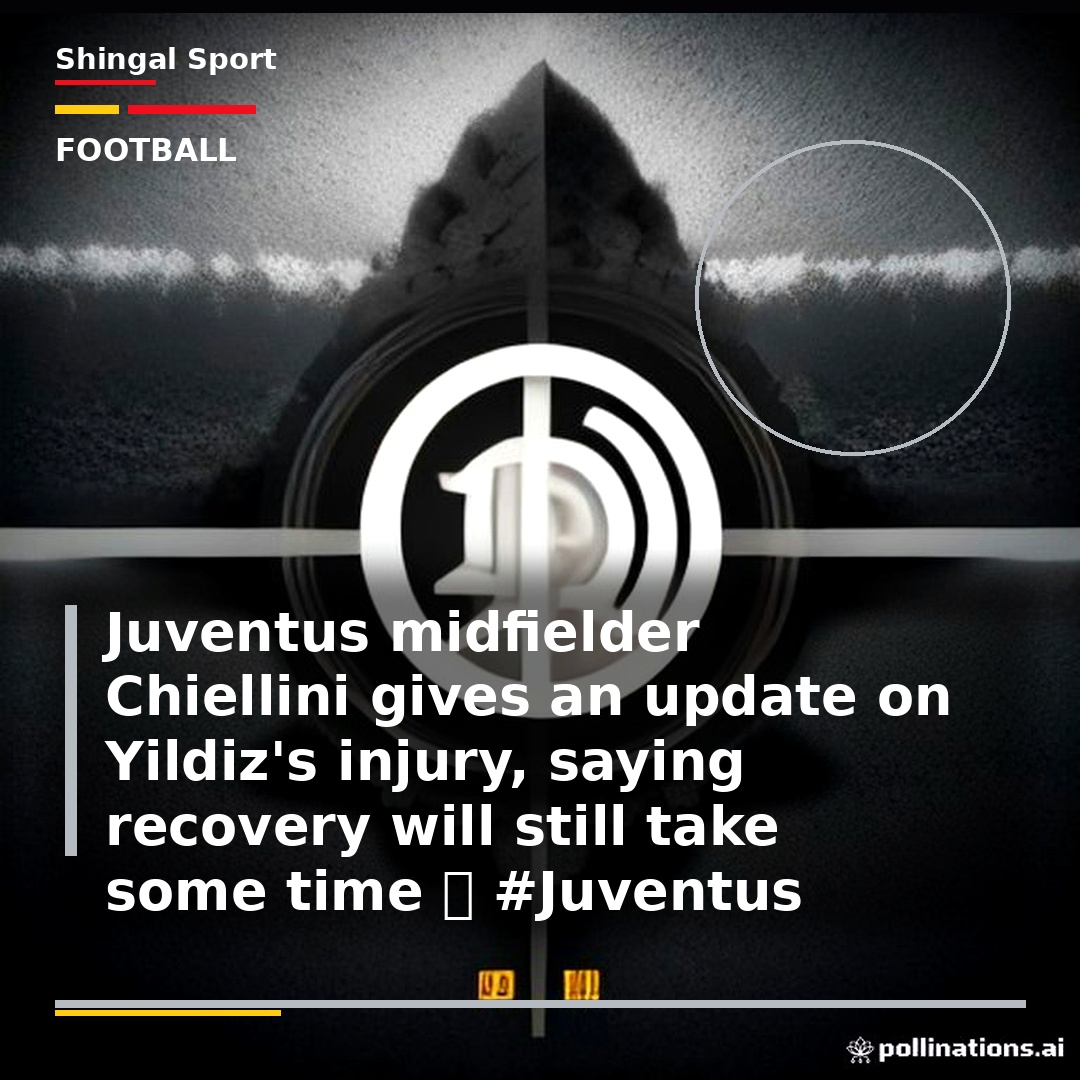 Shingal Sport
FOOTBALL
Juventus midfielder
Chiellini gives an update on
Yildiz's injury, saying
recovery will still take
some time #Juventus
pollinations.ai